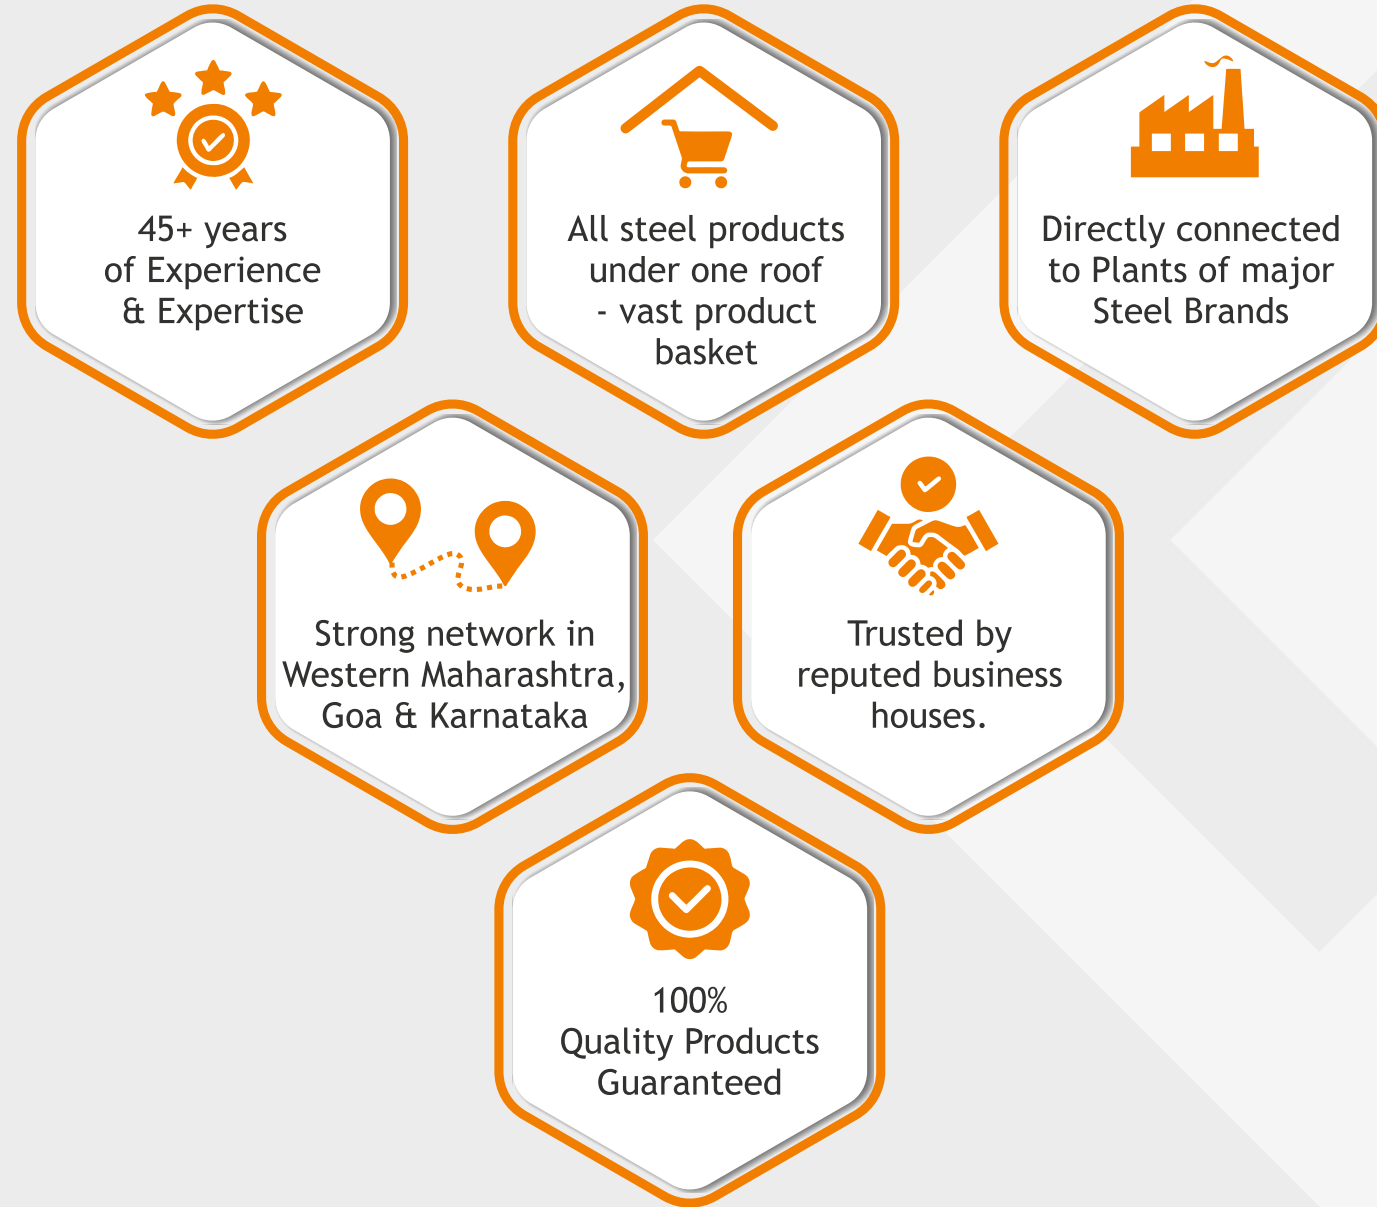 45+ years
of Experience
& Expertise
All steel products
under one roof
- vast product
basket
Directly connected
to Plants of major
Steel Brands
Strong network in
Western Maharashtra,
Goa & Karnataka
Trusted by
reputed business
houses.
100%
Quality Products
Guaranteed